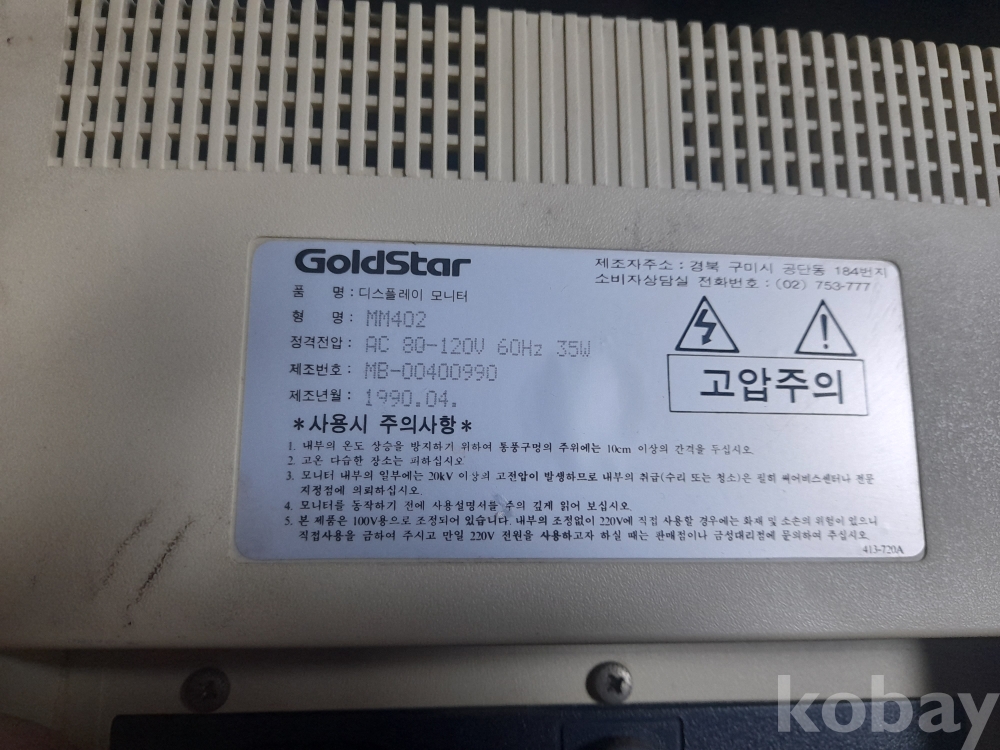 GoldStar
제조자주소 : 경북 구미시 공단동 184번지
소비자상담실 전화번호 : (02) 753-777
품 명 : 디스플레이 모니터
형 명 : MM402
정격전압 : AC 80-120V 60Hz 35W
제조번호 : MB-00400990
제조년월 : 1990.04.
고압주의
*사용시 주의사항*
1. 내부의 온도 상승을 방지하기 위하여 통풍구멍의 주위에는 10cm 이상의 간격을 두십시오.
2. 고온 다습한 장소는 피하십시오.
3. 모니터 내부의 일부에는 20kV 이상의 고전압이 발생하므로 내부의 취급(수리 또는 청소)은 필히 써어비스센터나 전문
지정점에 의뢰하십시오.
4. 모니터를 동작하기 전에 사용설명서를 주의 깊게 읽어 보십시오.
5. 본 제품은 100V용으로 조정되어 있습니다. 내부의 조정없이 220V에 직접 사용할 경우에는 화재 및 소손의 위험이 있으니
직접사용을 금하여 주시고 만일 220V 전원을 사용하고자 하실 때는 판매점이나 금성대리점에 문의하여 주십시오.
413-720A
kobay